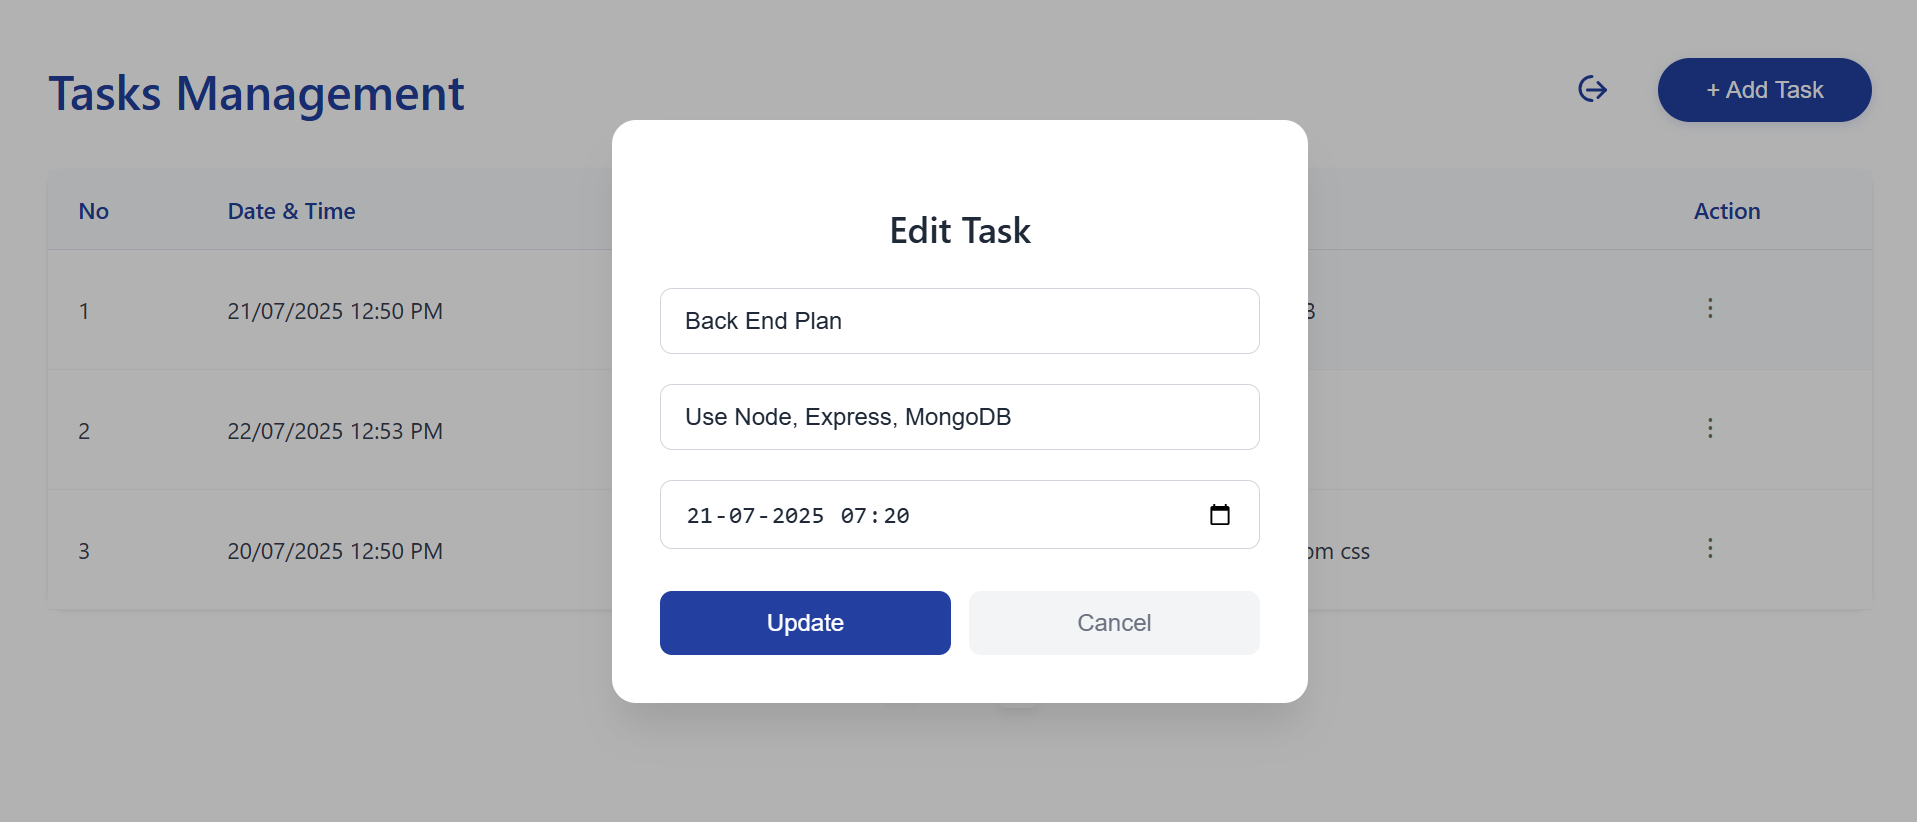 Tasks Management
+ Add Task
No Date & Time Action
1 21/07/2025 12:50 PM
2 22/07/2025 12:53 PM
3 20/07/2025 12:50 PM css
Edit Task
Back End Plan
Use Node, Express, MongoDB
21-07-2025 07:20
Update Cancel